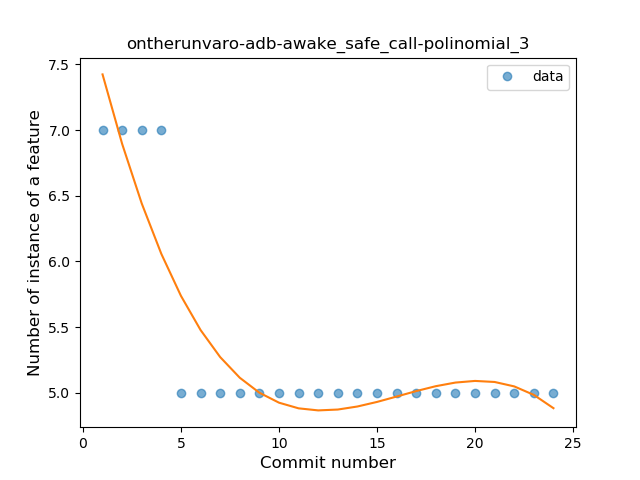 ontherunvaro-adb-awake_safe_call-polinomial_3
data
Number of instance of a feature
7.5
7.0
6.5
6.0
5.5
5.0
0 5 10 15 20 25
Commit number